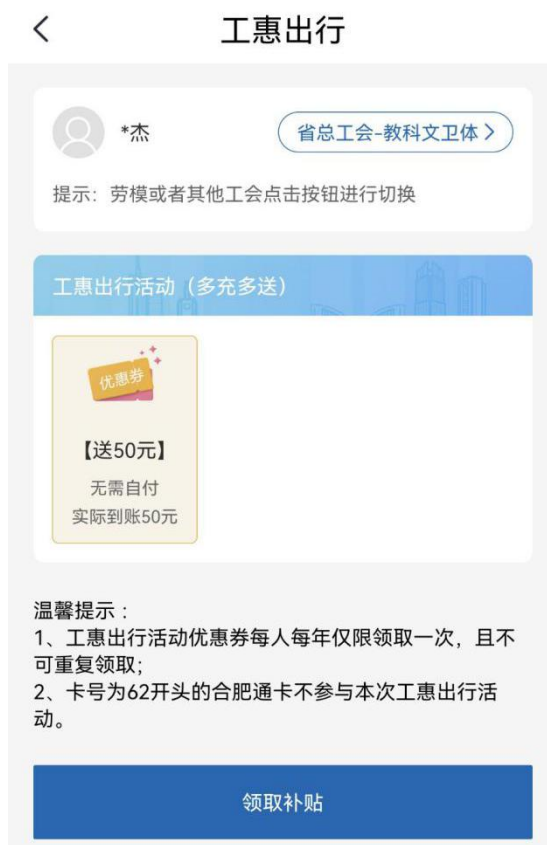 工惠出行
*杰
省总工会-教科文卫体
提示：劳模或者其他工会点击按钮进行切换
工惠出行活动（多充多送）
优惠券
【送50元】
无需自付
实际到账50元
温馨提示：
1、工惠出行活动优惠券每人每年仅限领取一次，且不
可重复领取;
2、卡号为62开头的合肥通卡不参与本次工惠出行活
动。
领取补贴